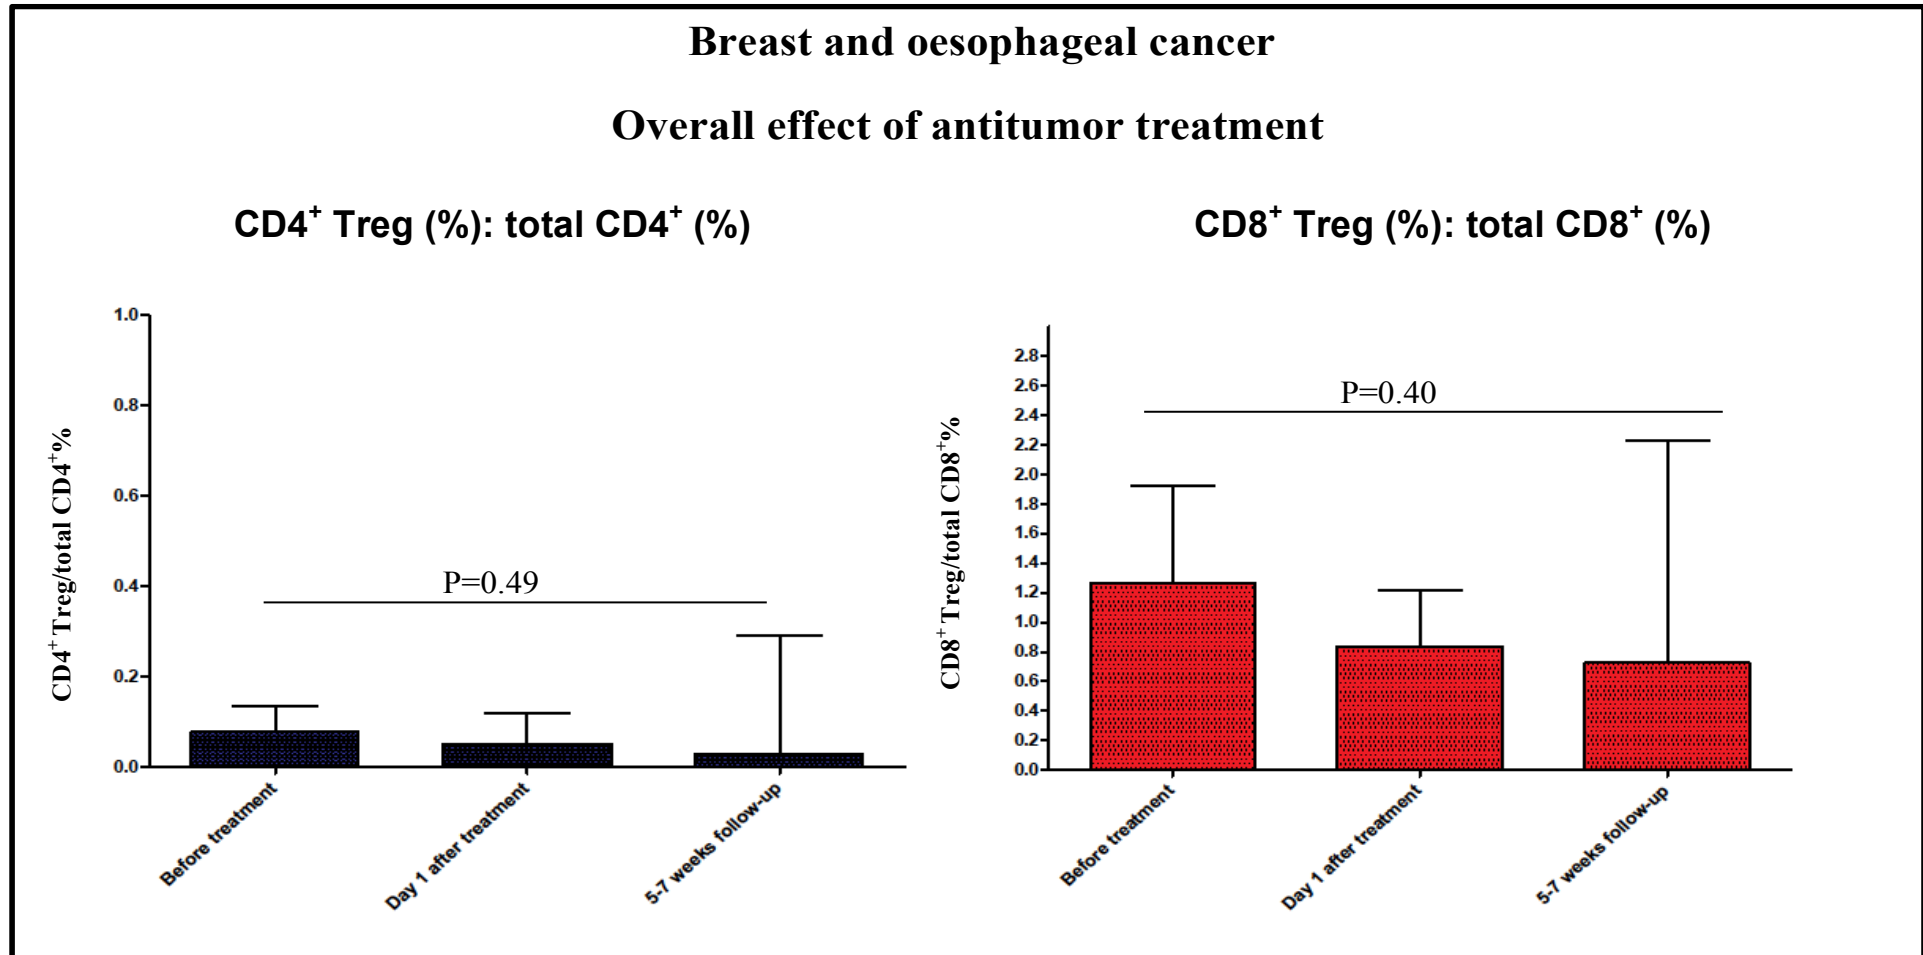 Breast and oesophageal cancer
Overall effect of antitumor treatment
CD4⁺ Treg (%): total CD4⁺ (%)
CD4⁺ Treg/total CD4⁺%
1.0
0.8
0.6
0.4
0.2
0.0
P=0.49
Before treatment
Day 1 after treatment
5-7 weeks follow-up
CD8⁺ Treg (%): total CD8⁺ (%)
CD8⁺ Treg/total CD8⁺%
2.8
2.6
2.4
2.2
2.0
1.8
1.6
1.4
1.2
1.0
0.8
0.6
0.4
0.2
0.0
P=0.40
Before treatment
Day 1 after treatment
5-7 weeks follow-up